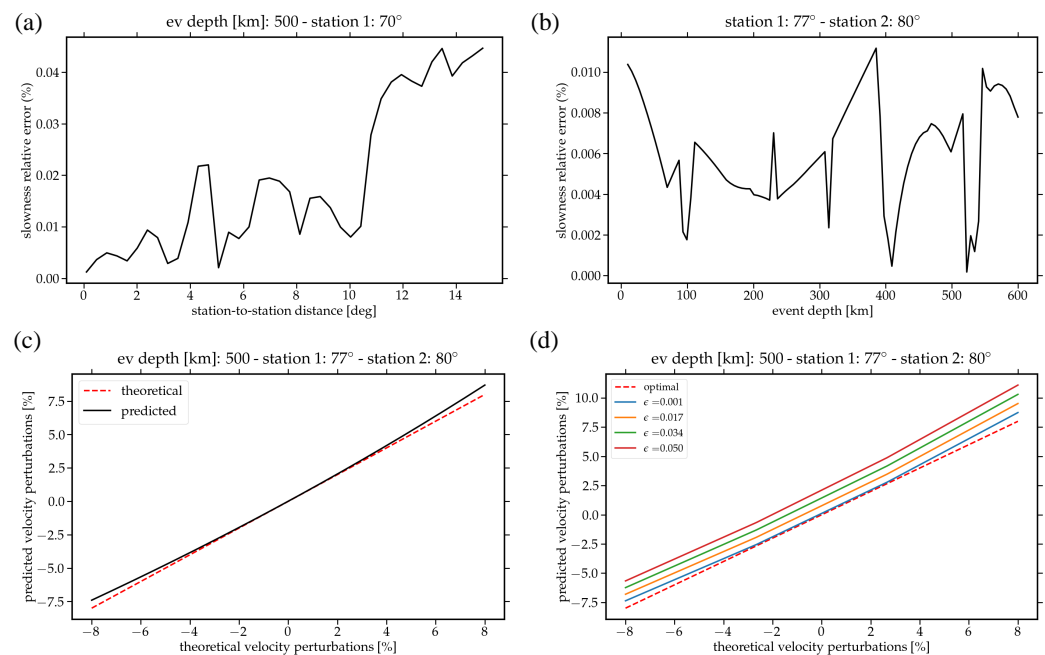 (a)
ev depth [km]: 500 - station 1: 70°
0.04
0.03
0.02
0.01
0.00
slowness relative error (%)
0 2 4 6 8 10 12 14
station-to-station distance [deg]
(b)
station 1: 77° - station 2: 80°
0.010
0.008
0.006
0.004
0.002
0.000
slowness relative error (%)
0 100 200 300 400 500 600
event depth [km]
(c)
ev depth [km]: 500 - station 1: 77° - station 2: 80°
theoretical
predicted
7.5
5.0
2.5
0.0
−2.5
−5.0
−7.5
predicted velocity perturbations [%]
−8 −6 −4 −2 0 2 4 6 8
theoretical velocity perturbations [%]
(d)
ev depth [km]: 500 - station 1: 77° - station 2: 80°
optimal
ϵ =0.001
ϵ =0.017
ϵ =0.034
ϵ =0.050
10.0
7.5
5.0
2.5
0.0
−2.5
−5.0
−7.5
predicted velocity perturbations [%]
−8 −6 −4 −2 0 2 4 6 8
theoretical velocity perturbations [%]